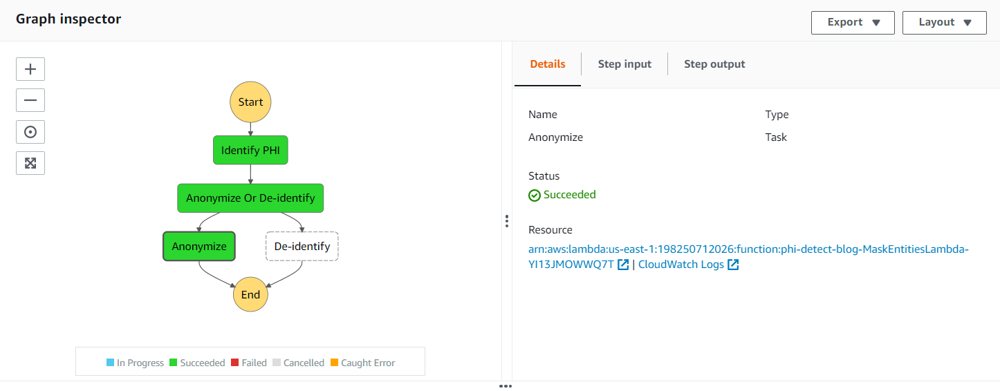 Graph inspector
Export
Layout
Start
Identify PHI
Anonymize Or De-identify
Anonymize
De-identify
End
In Progress Succeeded Failed Cancelled Caught Error
Details Step input Step output
Name Type
Anonymize Task
Status
Succeeded
Resource
arn:aws:lambda:us-east-1:198250712026:function:phi-detect-blog-MaskEntitiesLambda-
YI13JMOWWQ7T | CloudWatch Logs